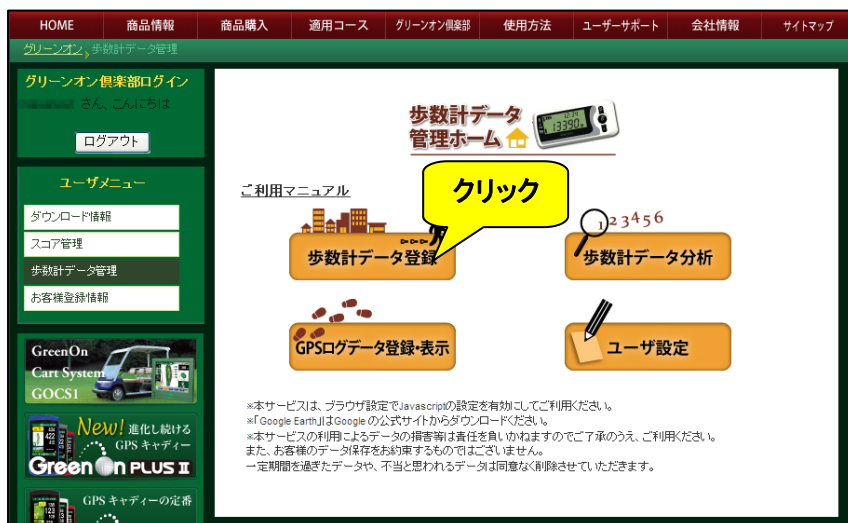 HOME 商品情報 商品購入 適用コース グリーンオン倶楽部 使用方法 ユーザーサポート 会社情報 サイトマップ
グリーンオン > 歩数計データ管理
グリーンオン倶楽部ログイン
さん、こんにちは
ログアウト
ユーザメニュー
ダウンロード情報
スコア管理
歩数計データ管理
お客様登録情報
GreenOn
Cart System
GOCS1
New! 進化し続ける
GPS キャディー
GreenOn PLUS II
GPS キャディーの定番
歩数計データ
管理ホーム
13390
ご利用マニュアル
クリック
歩数計データ登録
123456
歩数計データ分析
GPSログデータ登録・表示
ユーザ設定
※本サービスは、ブラウザ設定でJavascriptの設定を有効にしてご利用ください。
※「Google Earth」はGoogle の公式サイトからダウンロードください。
※本サービスの利用によるデータの損害等は責任を負いかねますのでご了承のうえ、ご利用ください。
また、お客様のデータ保存をお約束するものではございません。
一定期間を過ぎたデータや、不当と思われるデータは同意なく削除させていただきます。